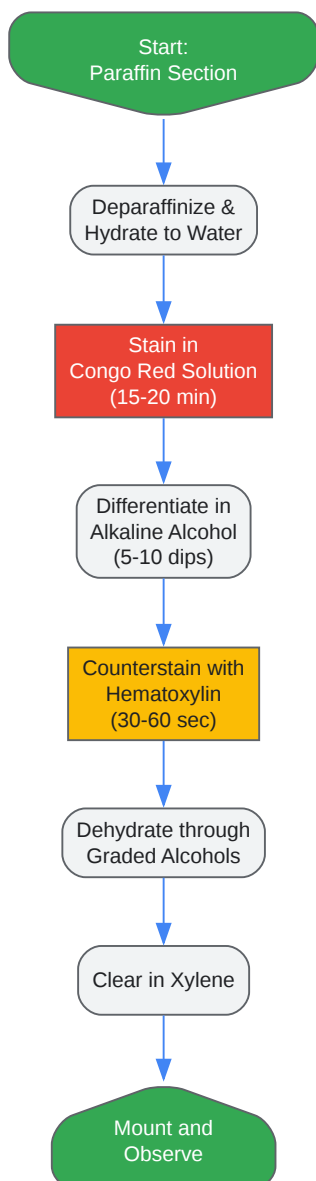 Start:
Paraffin Section
Deparaffinize &
Hydrate to Water
Stain in
Congo Red Solution
(15-20 min)
Differentiate in
Alkaline Alcohol
(5-10 dips)
Counterstain with
Hematoxylin
(30-60 sec)
Dehydrate through
Graded Alcohols
Clear in Xylene
Mount and
Observe